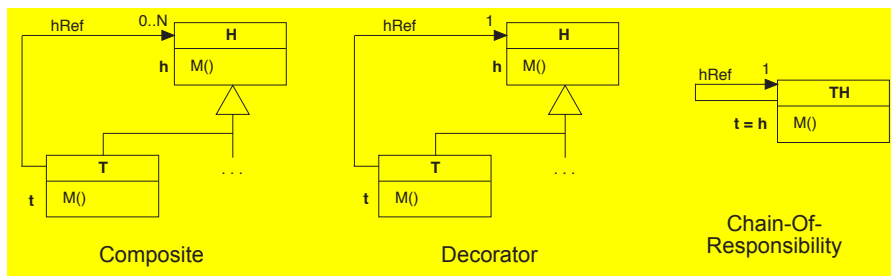 hRef 0..N
H
h M()
T
t M()
. . .
Composite
hRef 1
H
h M()
T
t M()
. . .
Decorator
hRef 1
TH
t = h M()
Chain-Of-
Responsibility